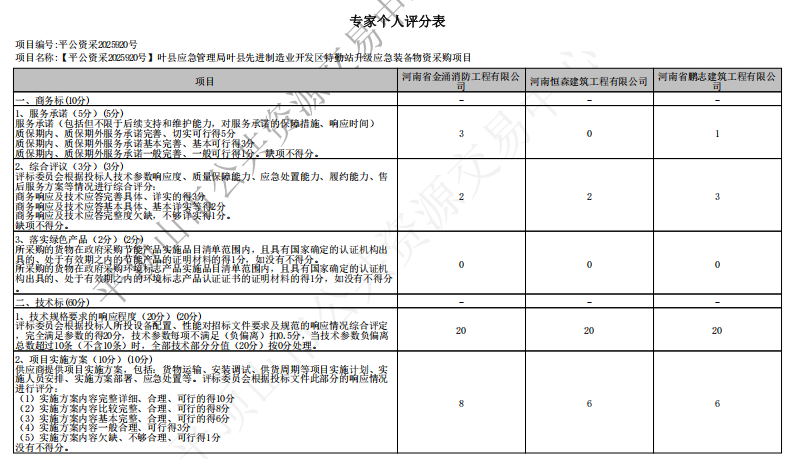 专家个人评分表
项目编号:平公资采2025920号
项目名称:【平公资采2025920号】叶县应急管理局叶县先进制造业开发区特勤站升级应急装备物资采购项目
项目 河南省金涌消防工程有限公司 河南恒森建筑工程有限公司 河南省鹏志建筑工程有限公司
一、商务标(10分) - - -
1、服务承诺(5分)(5分)
服务承诺(包括但不限于后续支持和维护能力,对服务承诺的保障措施、响应时间)
质保期内、质保期外服务承诺完善、切实可行得5分
质保期内、质保期外服务承诺基本完善、基本可行得3分
质保期内、质保期外服务承诺一般完善、一般可行得1分。缺项不得分。
3 0 1
2、综合评议(3分)(3分)
评标委员会根据投标人技术参数响应度、质量保障能力、应急处置能力、履约能力、售
后服务方案等情况进行综合评分:
商务响应及技术应答完善具体、详实的得3分
商务响应及技术应答基本具体、基本详实等得2分
商务响应及技术应答完整度欠缺,不够详实得1分。
缺项不得分。
2 2 3
3、落实绿色产品(2分)(2分)
所采购的货物在政府采购节能产品实施品目清单范围内,且具有国家确定的认证机构出
具的、处于有效期之内的节能产品的证明材料的得1分,如没有不得分。
所采购的货物在政府采购环境标志产品实施品目清单范围内,且具有国家确定的认证机
构出具的、处于有效期之内的环境标志产品认证证书的证明材料的得1分,如没有不得分
。
0 0 0
二、技术标(60分) - - -
1、技术规格要求的响应程度(20分)(20分)
评标委员会根据投标人所投设备配置、性能对招标文件要求及规范的响应情况综合评定
,完全满足参数的得20分,技术参数每项不满足(负偏离)扣0.5分,当技术参数负偏离
总数超过10条(不含10条)时,全部技术部分分值(20分)按0分处理。
20 20 20
2、项目实施方案(10分)(10分)
供应商提供项目实施方案,包括:货物运输、安装调试、供货周期等项目实施计划、实
施人员安排、实施方案部署、应急处置等。评标委员会根据投标文件此部分的响应情况
进行评分:
(1)实施方案内容完整详细、合理、可行的得10分
(2)实施方案内容比较完整、合理、可行的得8分
(3)实施方案内容基本完整、合理、可行的得6分
(4)实施方案内容一般合理、可行得3分
(5)实施方案内容欠缺、不够合理、可行得1分
没有不得分。
8 6 6
平顶山市公共资源交易中心
平顶山市公共资源交易中心